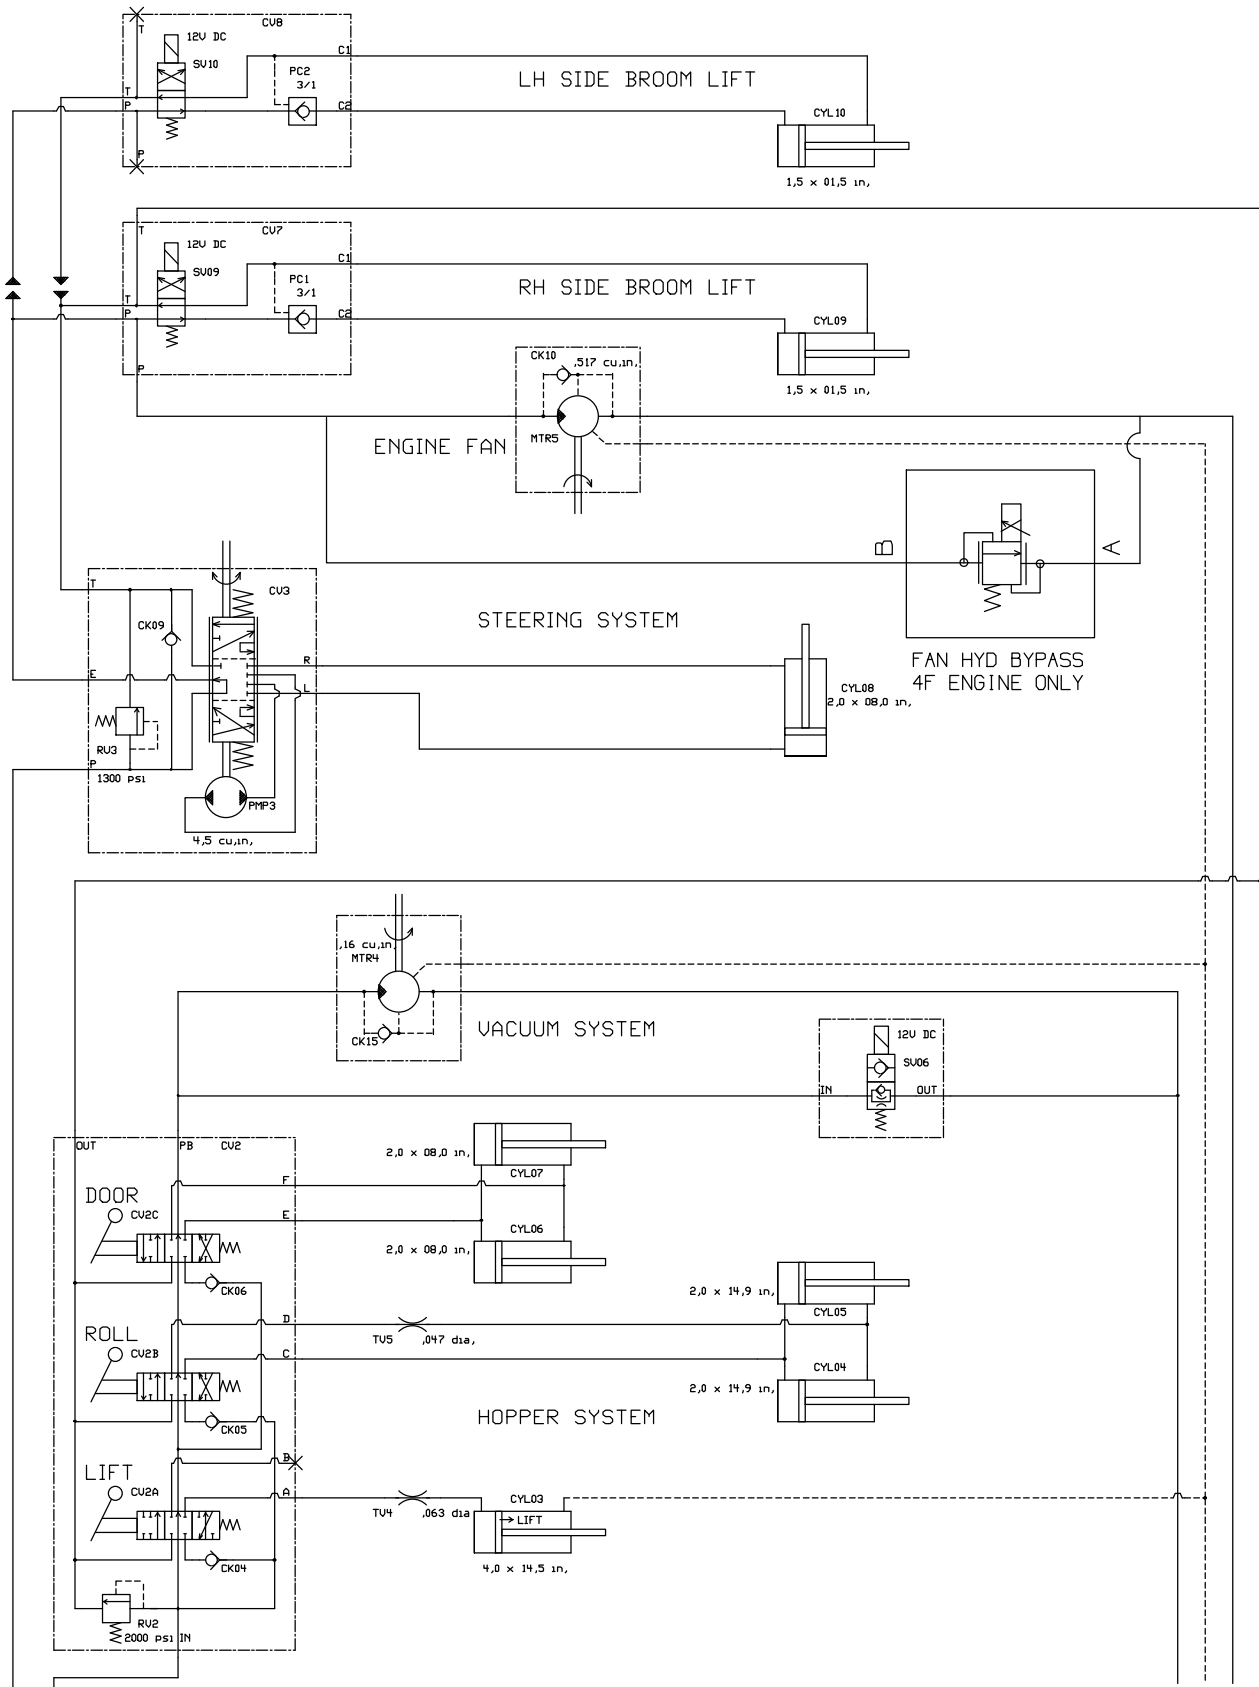 T
CV8
12V DC
SV10
C1
PC2
3/1
LH SIDE BROOM LIFT
T
P
C2
CYL10
P
1,5 x 01,5 in,
T
CV7
12V DC
SV09
C1
PC1
3/1
RH SIDE BROOM LIFT
T
P
C2
CYL09
CK10
,517 cu,in,
P
1,5 x 01,5 in,
MTR5
ENGINE FAN
B
A
T
CV3
CK09
STEERING SYSTEM
R
FAN HYD BYPASS
4F ENGINE ONLY
E
L
CYL08
2,0 x 08,0 in,
RV3
P
1300 psi
PMP3
4,5 cu,in,
,16 cu,in,
MTR4
VACUUM SYSTEM
CK15
12V DC
SV06
IN
OUT
OUT
PB
CV2
2,0 x 08,0 in,
CYL07
F
DOOR
CV2C
E
CYL06
2,0 x 08,0 in,
CK06
2,0 x 14,9 in,
CYL05
D
ROLL
TV5
,047 dia,
CV2B
C
CYL04
2,0 x 14,9 in,
CK05
HOPPER SYSTEM
B
LIFT
CV2A
A
CYL03
TV4
,063 dia
LIFT
CK04
4,0 x 14,5 in,
RV2
2000 psi IN